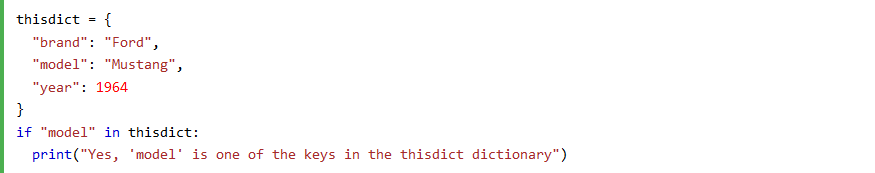 thisdict = {
  "brand": "Ford",
  "model": "Mustang",
  "year": 1964
}
if "model" in thisdict:
  print("Yes, 'model' is one of the keys in the thisdict dictionary")